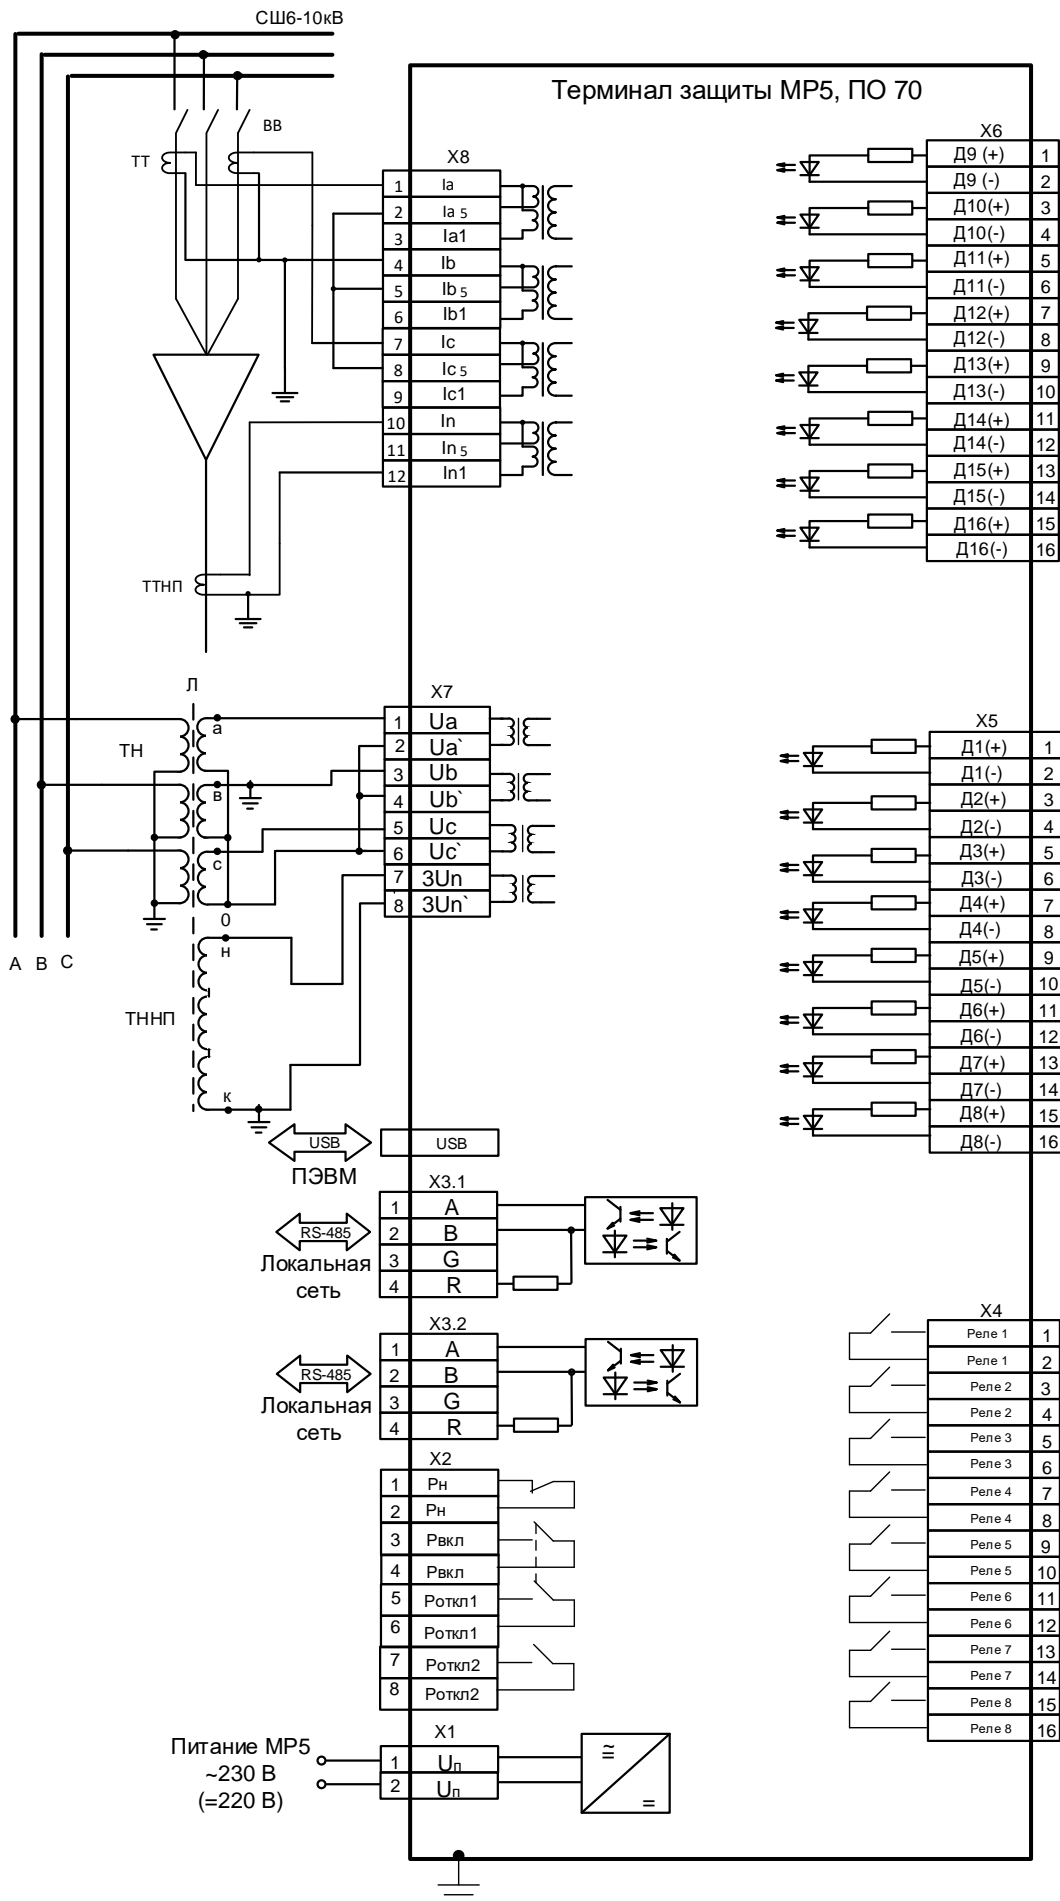 СШ6-10кВ
Терминал защиты МР5, ПО 70
ВВ
ТТ
X8
1 Ia
2 Ia 5
3 Ia1
4 Ib
5 Ib 5
6 Ib1
7 Ic
8 Ic 5
9 Ic1
10 In
11 In 5
12 In1
ТТНП
X6
Д9 (+) 1
Д9 (-) 2
Д10(+) 3
Д10(-) 4
Д11(+) 5
Д11(-) 6
Д12(+) 7
Д12(-) 8
Д13(+) 9
Д13(-) 10
Д14(+) 11
Д14(-) 12
Д15(+) 13
Д15(-) 14
Д16(+) 15
Д16(-) 16
Л
ТН
а
в
с
0
н
ТННП
к
A B C
X7
1 Ua
2 Ua`
3 Ub
4 Ub`
5 Uc
6 Uc`
7 3Un
8 3Un`
X5
Д1(+) 1
Д1(-) 2
Д2(+) 3
Д2(-) 4
Д3(+) 5
Д3(-) 6
Д4(+) 7
Д4(-) 8
Д5(+) 9
Д5(-) 10
Д6(+) 11
Д6(-) 12
Д7(+) 13
Д7(-) 14
Д8(+) 15
Д8(-) 16
USB
USB
ПЭВМ
X3.1
1 A
2 B
3 G
4 R
RS-485
Локальная
сеть
X3.2
1 A
2 B
3 G
4 R
RS-485
Локальная
сеть
X2
1 Рн
2 Рн
3 Рвкл
4 Рвкл
5 Роткл1
6 Роткл1
7 Роткл2
8 Роткл2
X4
Реле 1 1
Реле 1 2
Реле 2 3
Реле 2 4
Реле 3 5
Реле 3 6
Реле 4 7
Реле 4 8
Реле 5 9
Реле 5 10
Реле 6 11
Реле 6 12
Реле 7 13
Реле 7 14
Реле 8 15
Реле 8 16
X1
1 Uп
2 Uп
Питание МР5
~230 В
(=220 В)